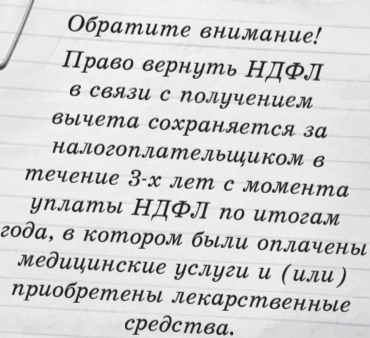 Обратите внимание!
Право вернуть НДФЛ
в связи с получением
вычета сохраняется за
налогоплательщиком в
течение 3-х лет с момента
уплаты НДФЛ по итогам
года, в котором были оплачены
медицинские услуги и (или)
приобретены лекарственные
средства.